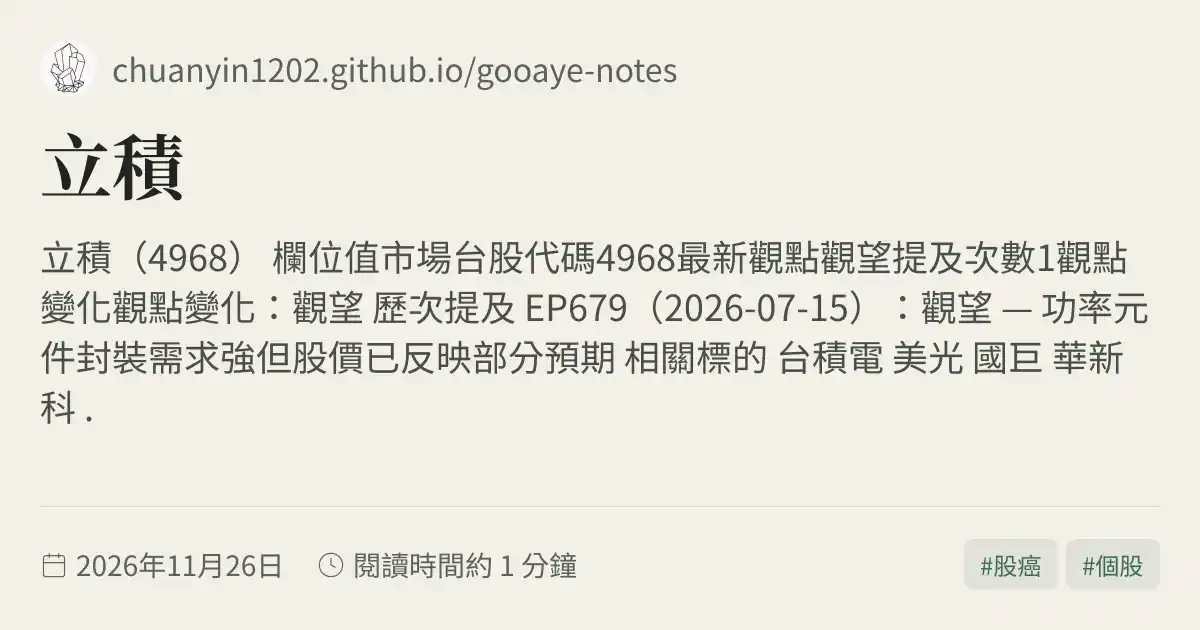 chuanyin1202.github.io/gooaye-notes
立積
立積（4968） 欄位值市場台股代碼4968最新觀點觀望提及次數1觀點
變化觀點變化：觀望 歷次提及 EP679（2026-07-15）：觀望 — 功率元
件封裝需求強但股價已反映部分預期 相關標的 台積電 美光 國巨 華新
科 .
2026年11月26日
閱讀時間約 1 分鐘
#股癌
#個股